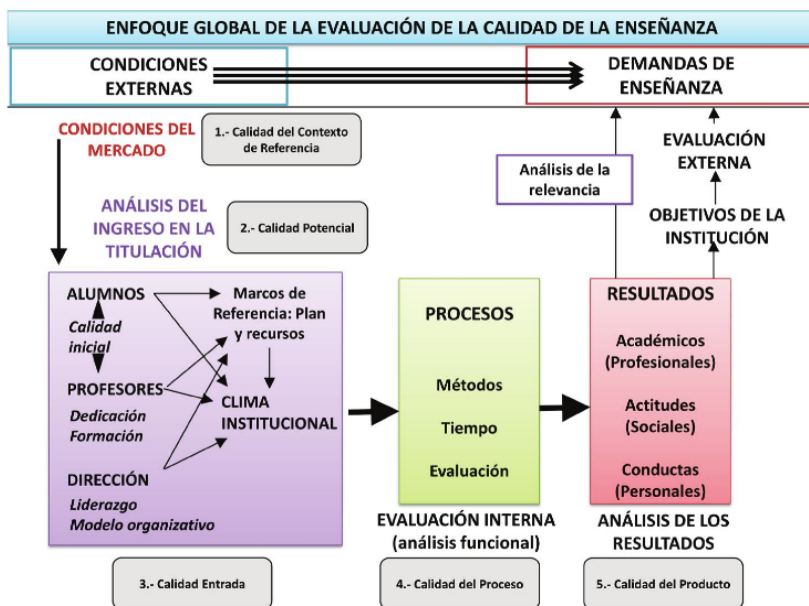 ENFOQUE GLOBAL DE LA EVALUACIÓN DE LA CALIDAD DE LA ENSEÑANZA
CONDICIONES
EXTERNAS
DEMANDAS DE
ENSEÑANZA
CONDICIONES DEL
MERCADO
1.- Calidad del Contexto
de Referencia
EVALUACIÓN
EXTERNA
Análisis de la
relevancia
ANÁLISIS DEL
INGRESO EN LA
TITULACIÓN
2.- Calidad Potencial
OBJETIVOS DE LA
INSTITUCIÓN
ALUMNOS
Calidad
inicial
PROFESORES
Dedicación
Formación
DIRECCIÓN
Liderazgo
Modelo organizativo
Marcos de
Referencia: Plan
y recursos
CLIMA
INSTITUCIONAL
PROCESOS
Métodos
Tiempo
Evaluación
RESULTADOS
Académicos
(Profesionales)
Actitudes
(Sociales)
Conductas
(Personales)
EVALUACIÓN INTERNA
(análisis funcional)
ANÁLISIS DE LOS
RESULTADOS
3.- Calidad Entrada
4.- Calidad del Proceso
5.- Calidad del Producto